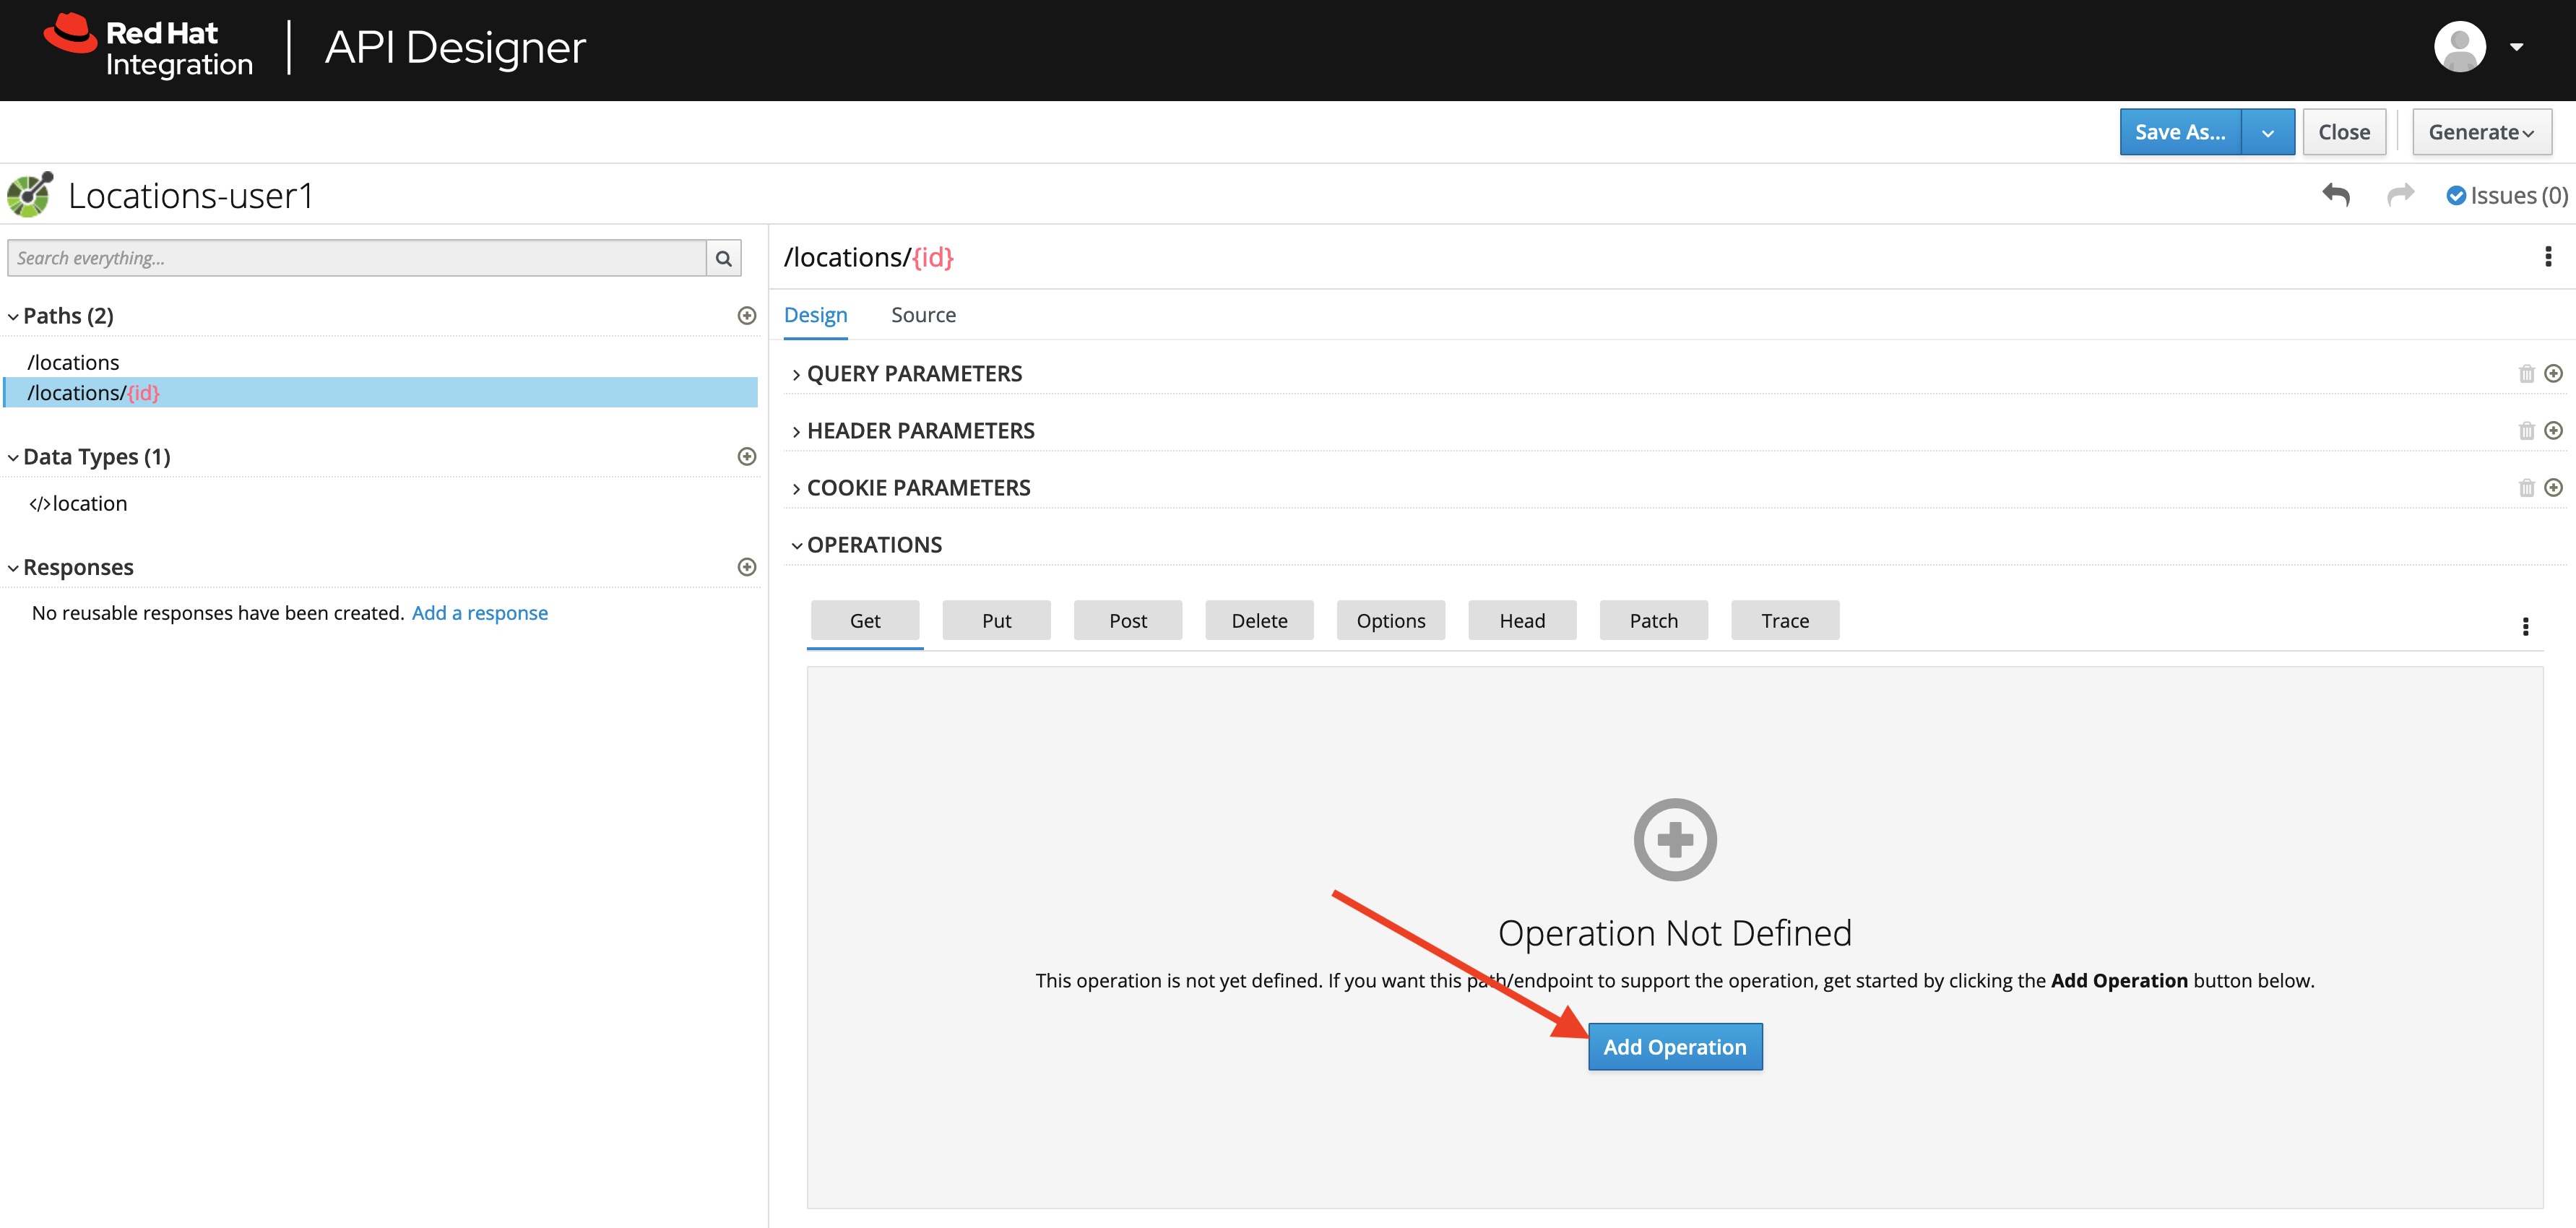 Red Hat
Integration
API Designer
Save As...
Close
Generate
Locations-user1
Issues (0)
Search everything...
Paths (2)
/locations
/locations/{id}
Data Types (1)
</>location
Responses
No reusable responses have been created. Add a response
/locations/{id}
Design
Source
QUERY PARAMETERS
HEADER PARAMETERS
COOKIE PARAMETERS
OPERATIONS
Get
Put
Post
Delete
Options
Head
Patch
Trace
Operation Not Defined
This operation is not yet defined. If you want this path/endpoint to support the operation, get started by clicking the Add Operation button below.
Add Operation